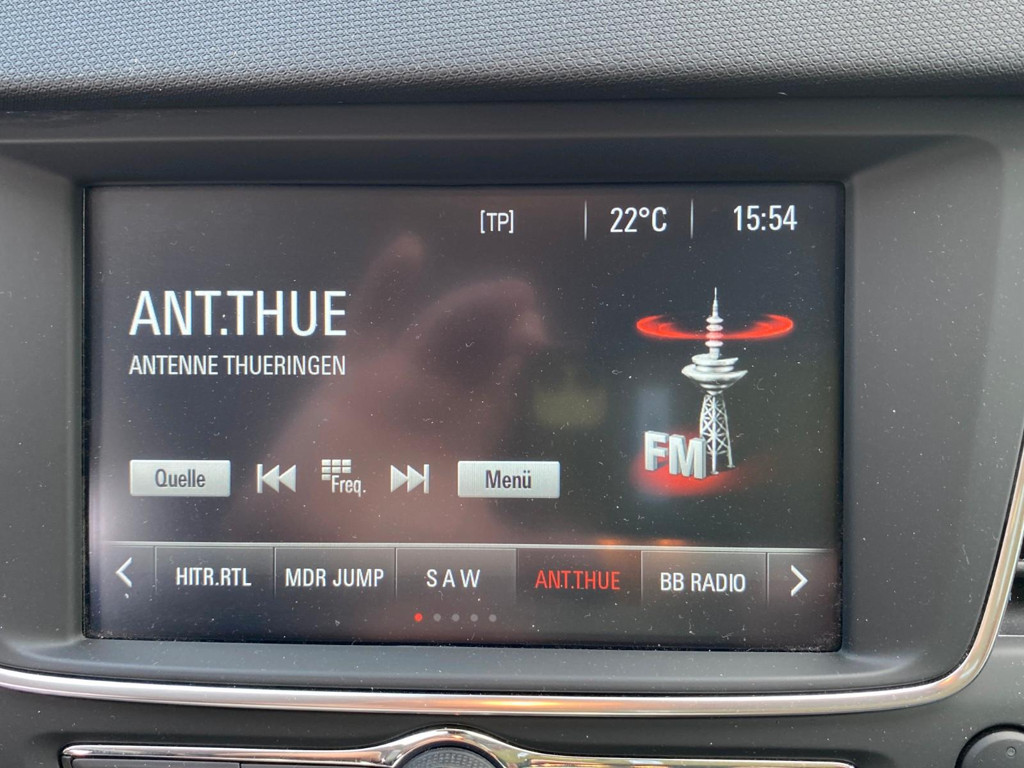 [TP] 22°C 15:54
ANT.THUE
ANTENNE THUERINGEN
FM
Quelle Freq. Menü
HITR.RTL MDR JUMP S A W ANT.THUE BB RADIO